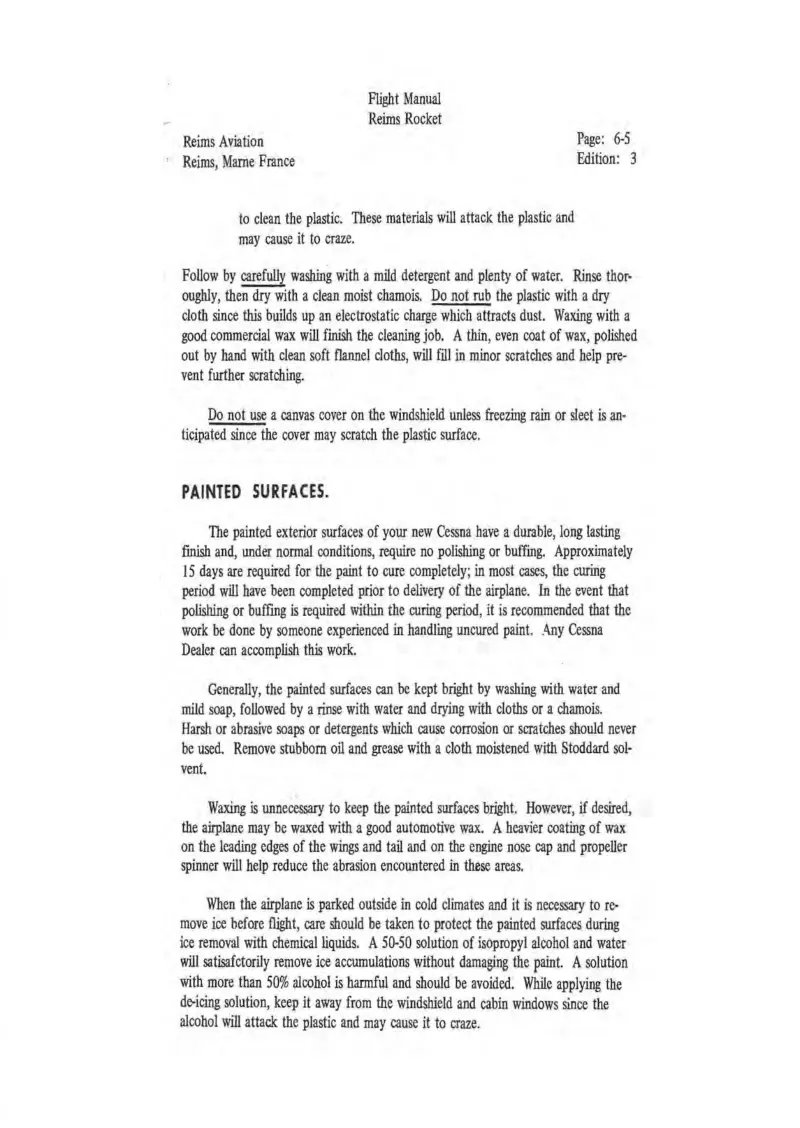 Flight Manual
Reims Rocket
Reims Aviation
Page: 6-5
Reims, Marne France
Edition: 3
to clean the plastic. These materials will attack the plastic and
may cause it to craze.
Follow by carefully washing with a mild detergent and plenty of water. Rinse thor-
oughly, then dry with a clean moist chamois. Do not rub the plastic with a dry
cloth since this builds up an electrostatic charge which attracts dust. Waxing with a
good commercial wax will finish the cleaning job. A thin, even coat of wax, polished
out by hand with clean soft flannel cloths, will fill in minor scratches and help pre-
vent further scratching.
Do not use a canvas cover on the windshield unless freezing rain or sleet is an-
ticipated since the cover may scratch the plastic surface.
PAINTED SURFACES.
The painted exterior surfaces of your new Cessna have a durable, long lasting
finish and, under normal conditions, require no polishing or buffing. Approximately
15 days are required for the paint to cure completely; in most cases, the curing
period will have been completed prior to delivery of the airplane. In the event that
polishing or buffing is required within the curing period, it is recommended that the
work be done by someone experienced in handling uncured paint. Any Cessna
Dealer can accomplish this work.
Generally, the painted surfaces can be kept bright by washing with water and
mild soap, followed by a rinse with water and drying with cloths or a chamois.
Harsh or abrasive soaps or detergents which cause corrosion or scratches should never
be used. Remove stubborn oil and grease with a cloth moistened with Stoddard sol-
vent.
Waxing is unnecessary to keep the painted surfaces bright. However, if desired,
the airplane may be waxed with a good automotive wax. A heavier coating of wax
on the leading edges of the wings and tail and on the engine nose cap and propeller
spinner will help reduce the abrasion encountered in these areas.
When the airplane is parked outside in cold climates and it is necessary to re-
move ice before flight, care should be taken to protect the painted surfaces during
ice removal with chemical liquids. A 50-50 solution of isopropyl alcohol and water
will satisafctorily remove ice accumulations without damaging the paint. A solution
with more than 50% alcohol is harmful and should be avoided. While applying the
de-icing solution, keep it away from the windshield and cabin windows since the
alcohol will attack the plastic and may cause it to craze.